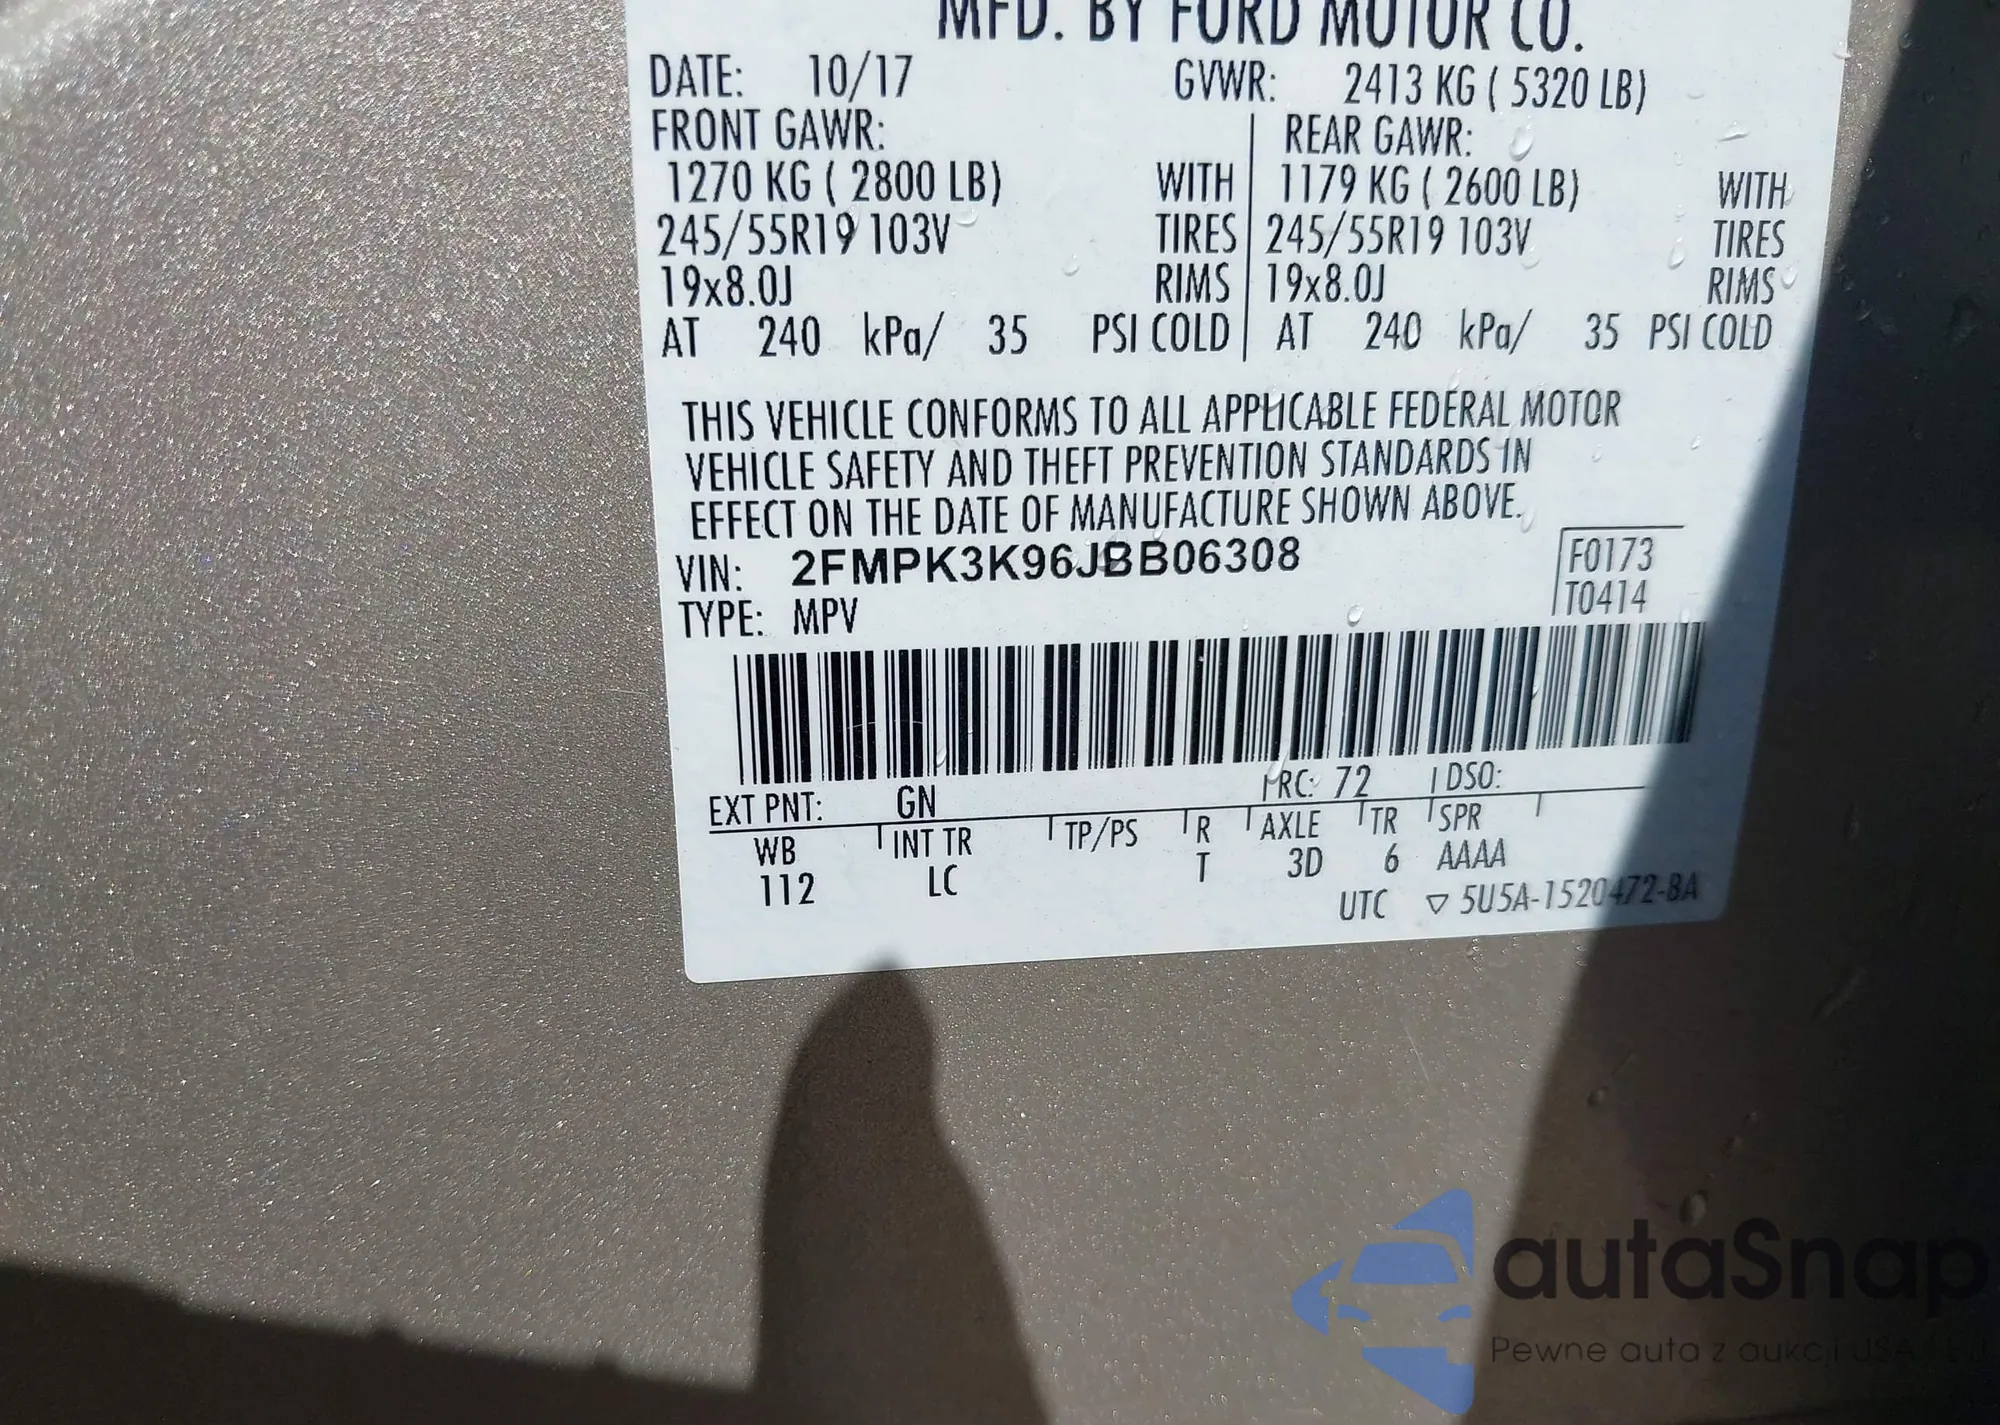 MFD. BY FORD MOTOR CO.
DATE: 10/17 GVWR: 2413 KG ( 5320 LB)
FRONT GAWR: REAR GAWR:
1270 KG ( 2800 LB) WITH 1179 KG ( 2600 LB) WITH
245/55R19 103V TIRES 245/55R19 103V TIRES
19x8.0J RIMS 19x8.0J RIMS
AT 240 kPa/ 35 PSI COLD AT 240 kPa/ 35 PSI COLD
THIS VEHICLE CONFORMS TO ALL APPLICABLE FEDERAL MOTOR
VEHICLE SAFETY AND THEFT PREVENTION STANDARDS IN
EFFECT ON THE DATE OF MANUFACTURE SHOWN ABOVE.
VIN: 2FMPK3K96JBB06308 F0173
TYPE: MPV T0414
EXT PNT: GN RC: 72 DSO:
WB INT TR TP/PS R AXLE TR SPR
112 LC T 3D 6 AAAA
UTC ▽ 5U5A-1520472-BA
autaSnap
Pewne auta z aukcji USA